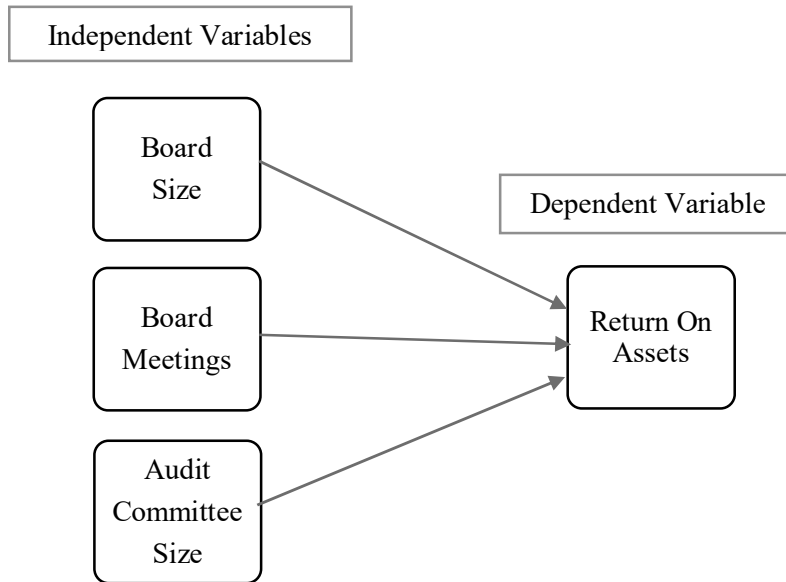 Independent Variables
Board
Size
Dependent Variable
Board
Meetings
Return On
Assets
Audit
Committee
Size